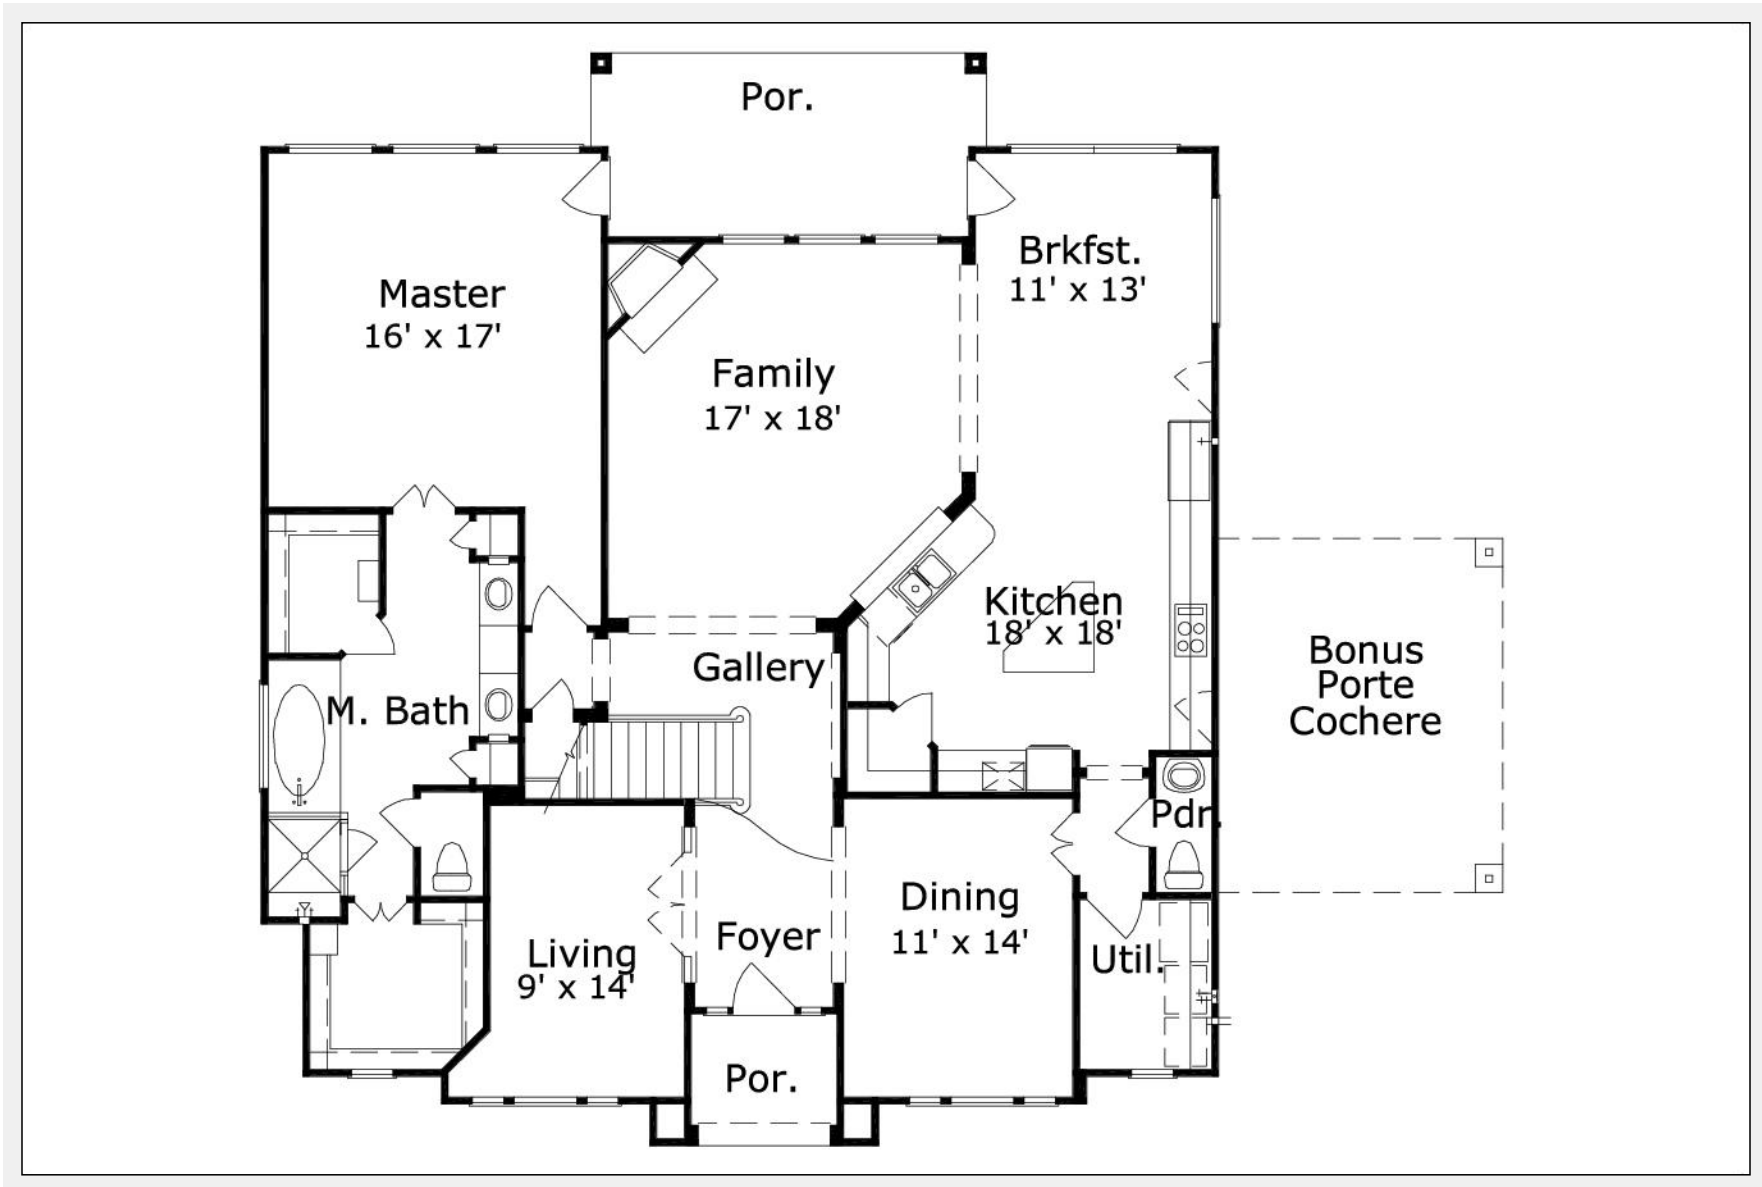 Por.
Brkfst.
11' x 13'
Master
16' x 17'
Family
17' x 18'
Kitchen
18' x 18'
Gallery
M. Bath
Bonus
Porte
Cochere
Pdr.
Dining
11' x 14'
Foyer
Living
9' x 14'
Util.
Por.